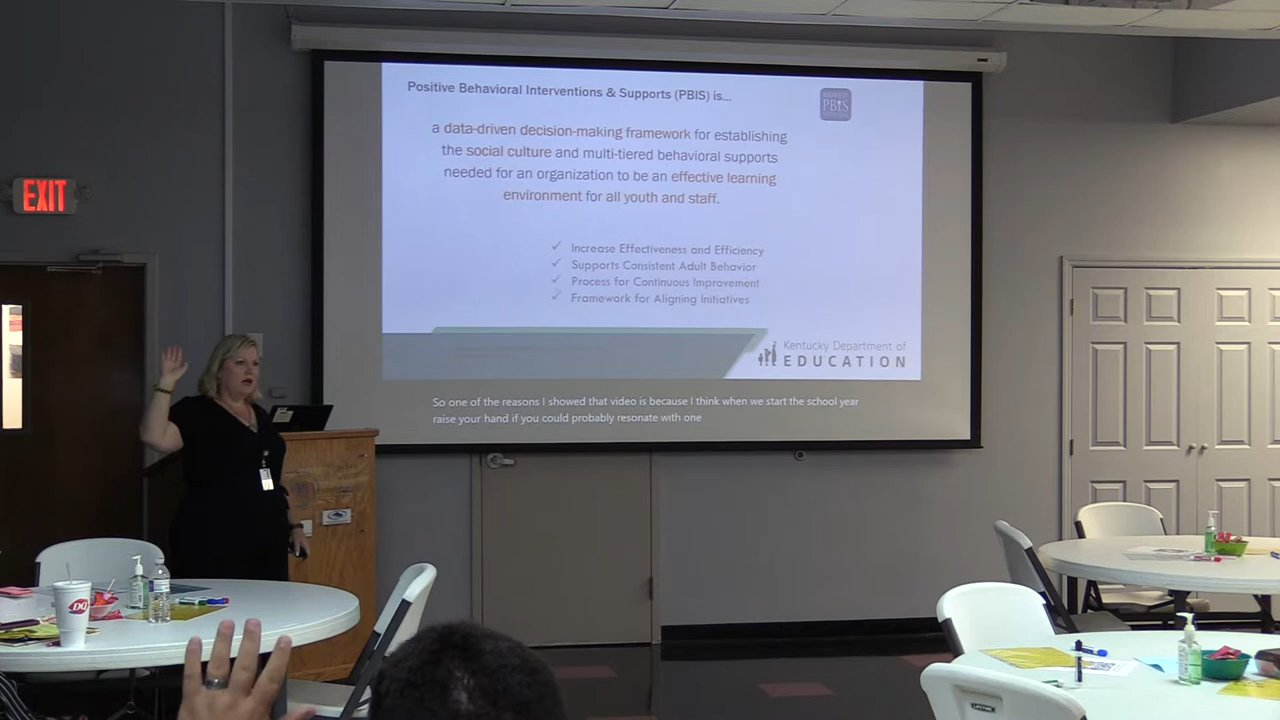 Positive Behavioral Interventions & Supports (PBIS) is...
PBIS
a data-driven decision-making framework for establishing
the social culture and multi-tiered behavioral supports
needed for an organization to be an effective learning
environment for all youth and staff.
✓ Increase Effectiveness and Efficiency
✓ Supports Consistent Adult Behavior
✓ Process for Continuous Improvement
✓ Framework for Aligning Initiatives
Kentucky Department of
EDUCATION
So one of the reasons I showed that video is because I think when we start the school year
raise your hand if you could probably resonate with one
EXIT
DQ
LIFETIME